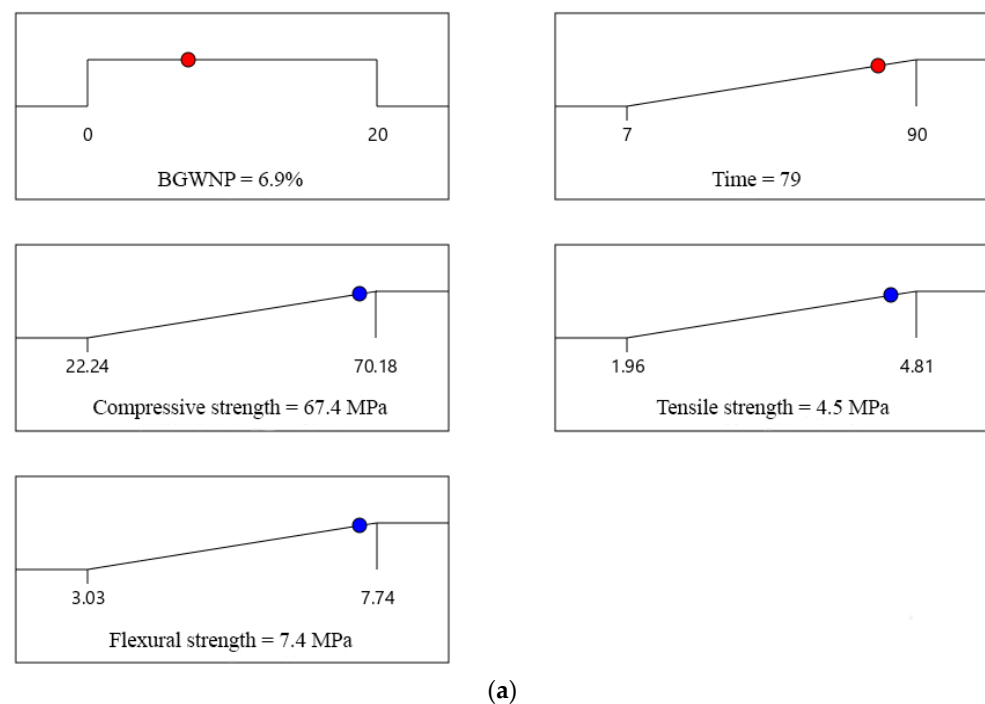 0 20
BGWNP = 6.9%
7 90
Time = 79
22.24 70.18
Compressive strength = 67.4 MPa
1.96 4.81
Tensile strength = 4.5 MPa
3.03 7.74
Flexural strength = 7.4 MPa
(a)